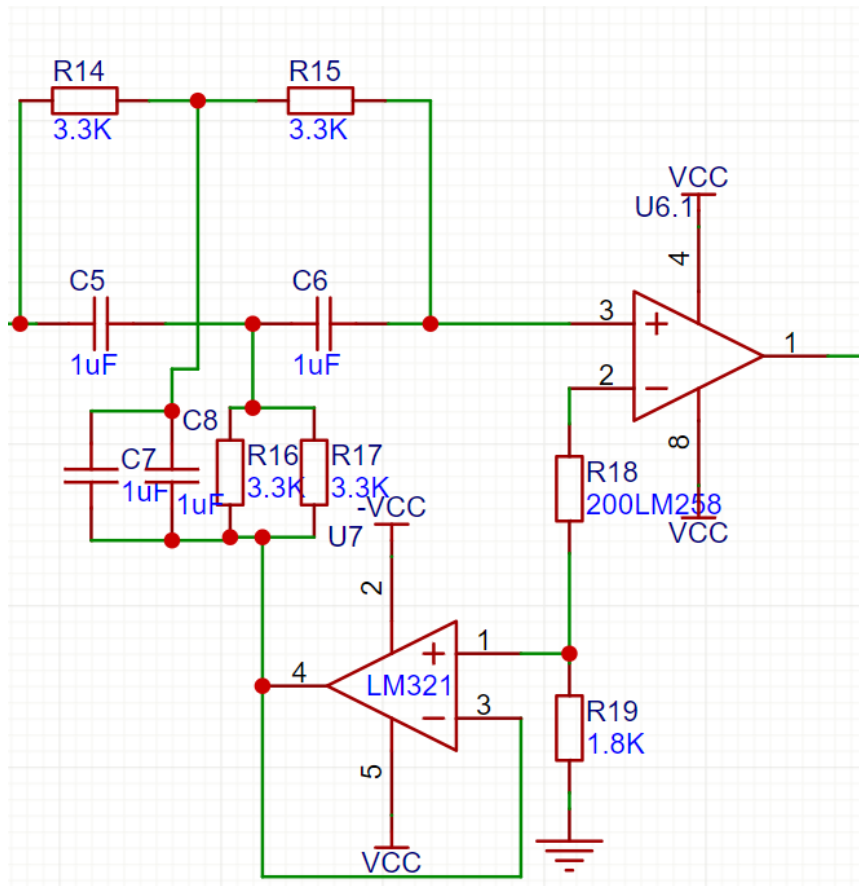 R14
3.3K
R15
3.3K
VCC
U6.1
4
C5
1uF
C6
1uF
3
+
1
2
−
8
C8
C7
1uF
1uF
R16
3.3K
R17
3.3K
R18
200LM258
VCC
-VCC
U7
2
1
+
4
LM321
3
−
R19
1.8K
5
VCC